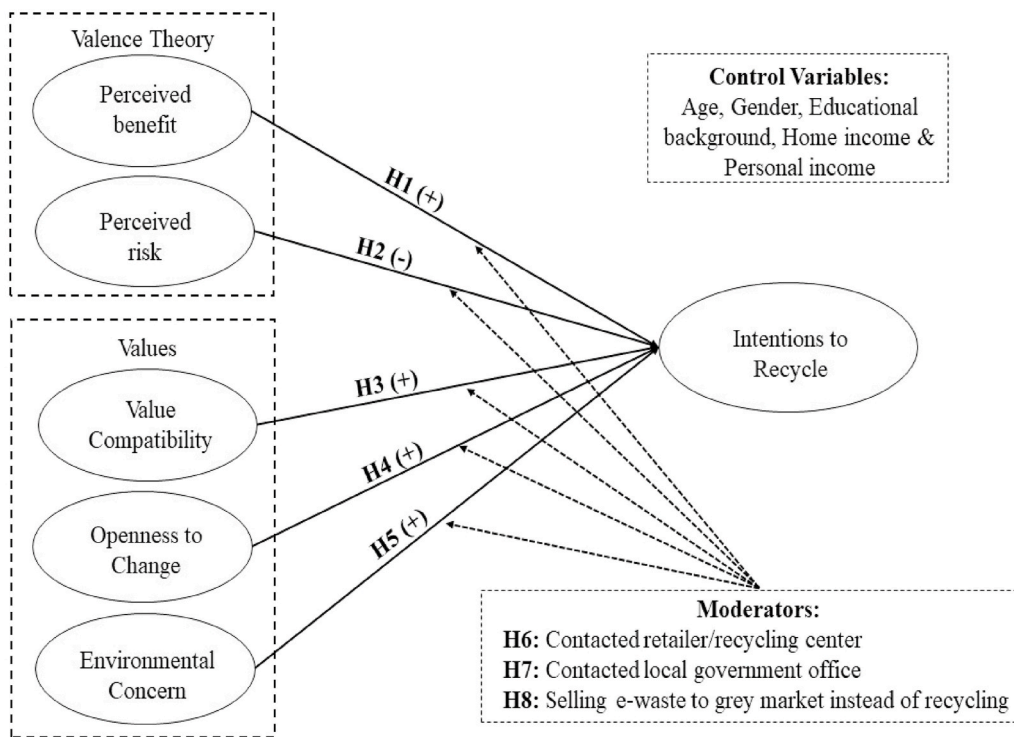 Valence Theory
Perceived
benefit
Perceived
risk
H1 (+)
H2 (-)
Control Variables:
Age, Gender, Educational
background, Home income &
Personal income
Values
Value
Compatibility
Openness to
Change
Environmental
Concern
H3 (+)
H4 (+)
H5 (+)
Intentions to
Recycle
Moderators:
H6: Contacted retailer/recycling center
H7: Contacted local government office
H8: Selling e-waste to grey market instead of recycling